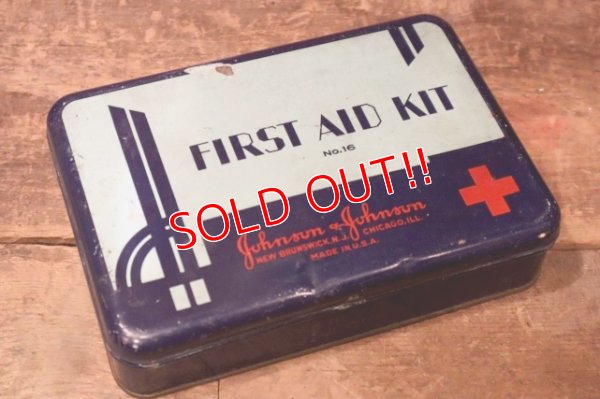 FIRST AID KIT
No.16
SOLD OUT!!
Johnson & Johnson
NEW BRUNSWICK, N.J. CHICAGO, ILL.
MADE IN U.S.A.